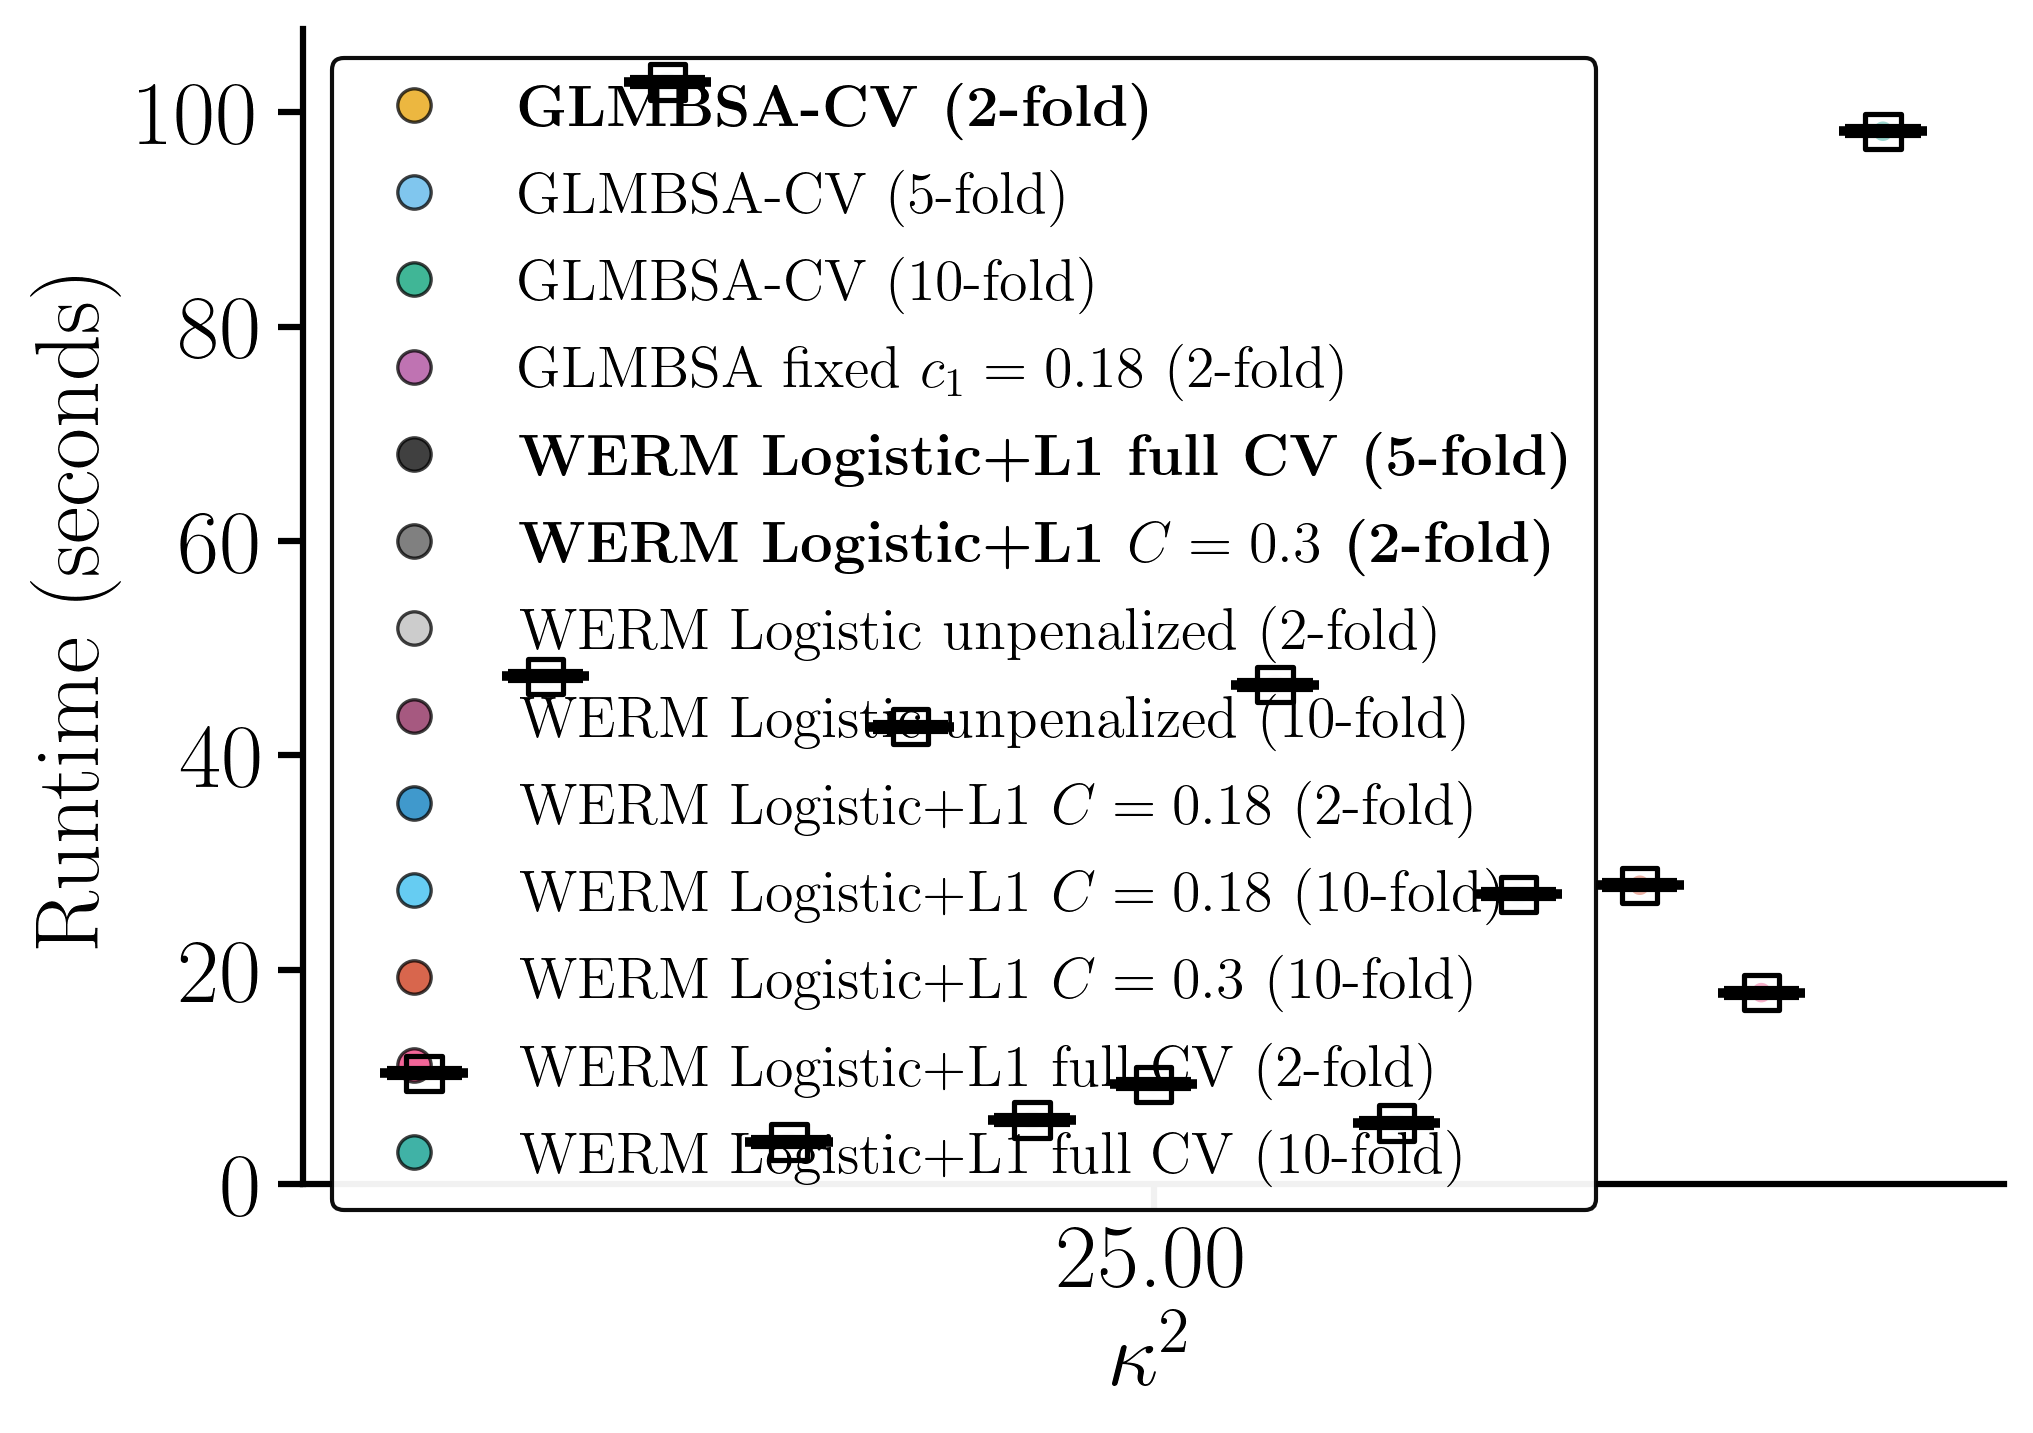 Runtime (seconds)
100
80
60
40
20
0
GLMBSA-CV (2-fold)
GLMBSA-CV (5-fold)
GLMBSA-CV (10-fold)
GLMBSA fixed c₁ = 0.18 (2-fold)
WERM Logistic+L1 full CV (5-fold)
WERM Logistic+L1 C = 0.3 (2-fold)
WERM Logistic unpenalized (2-fold)
WERM Logistic unpenalized (10-fold)
WERM Logistic+L1 C = 0.18 (2-fold)
WERM Logistic+L1 C = 0.18 (10-fold)
WERM Logistic+L1 C = 0.3 (10-fold)
WERM Logistic+L1 full CV (2-fold)
WERM Logistic+L1 full CV (10-fold)
25.00
κ²